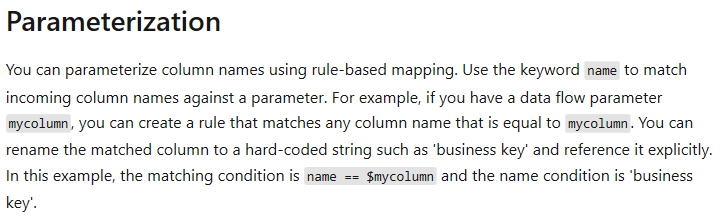 Parameterization
You can parameterize column names using rule-based mapping. Use the keyword name to match
incoming column names against a parameter. For example, if you have a data flow parameter
mycolumn, you can create a rule that matches any column name that is equal to mycolumn. You can
rename the matched column to a hard-coded string such as 'business key' and reference it explicitly.
In this example, the matching condition is name == $mycolumn and the name condition is 'business
key'.